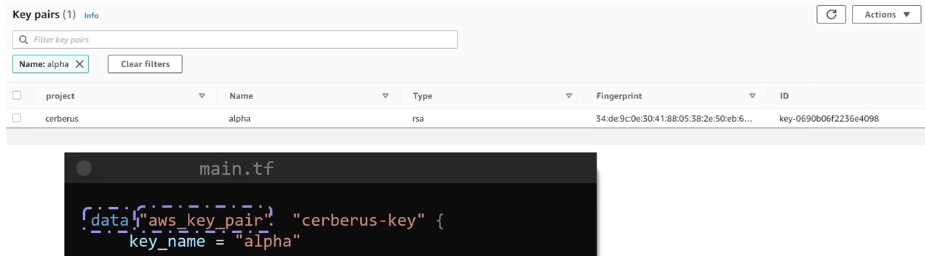 Key pairs (1) Info
Actions
Filter key pairs
Name: alpha
Clear filters
project Name Type Fingerprint ID
cerberus alpha rsa 34:de:9c:0e:30:41:88:05:38:2e:50:eb:6... key-0690b06f2236e4098
main.tf
data "aws_key_pair" "cerberus-key" {
key_name = "alpha"